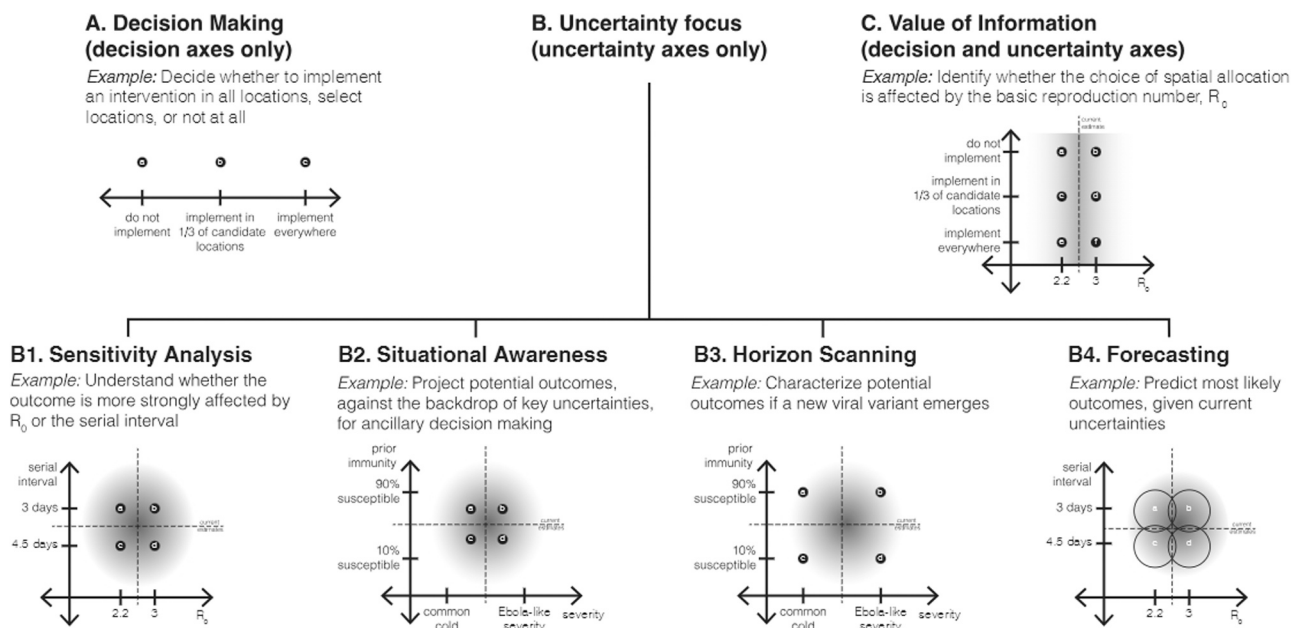 A. Decision Making
(decision axes only)
Example: Decide whether to implement
an intervention in all locations, select
locations, or not at all
a b c
do not
implement
implement in
1/3 of candidate
locations
implement
everywhere
B. Uncertainty focus
(uncertainty axes only)
C. Value of Information
(decision and uncertainty axes)
Example: Identify whether the choice of spatial allocation
is affected by the basic reproduction number, R₀
current
estimate
do not
implement
a b
implement in
1/3 of candidate
locations
c d
implement
everywhere
e f
2.2 3 R₀
B1. Sensitivity Analysis
Example: Understand whether the
outcome is more strongly affected by
R₀ or the serial interval
serial
interval
3 days
a b
current
estimates
4.5 days
c d
2.2 3 R₀
B2. Situational Awareness
Example: Project potential outcomes,
against the backdrop of key uncertainties,
for ancillary decision making
prior
immunity
90%
susceptible
a b
current
estimates
c d
10%
susceptible
common
cold
Ebola-like
severity
severity
B3. Horizon Scanning
Example: Characterize potential
outcomes if a new viral variant emerges
prior
immunity
90%
susceptible
a b
current
estimates
10%
susceptible
c d
common
cold
Ebola-like
severity
severity
B4. Forecasting
Example: Predict most likely
outcomes, given current
uncertainties
serial
interval
3 days
a b
current
estimates
4.5 days
c d
2.2 3 R₀